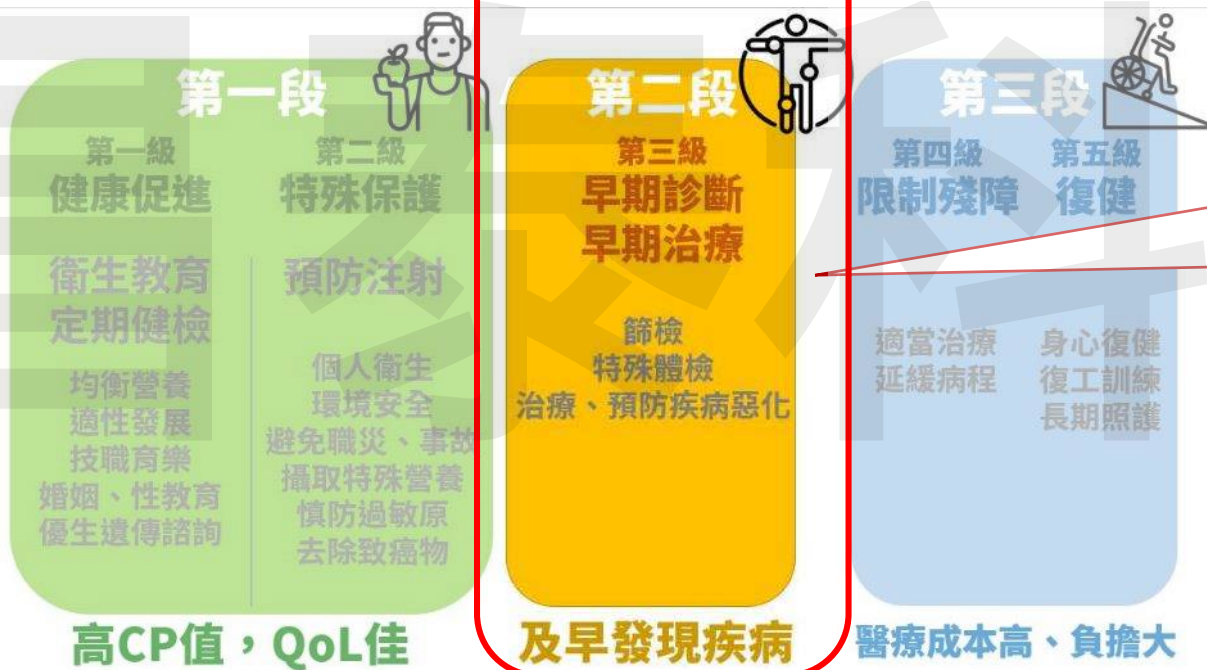 第一段
第一級
健康促進
衛生教育
定期健檢
均衡營養
適性發展
技職育樂
婚姻、性教育
優生遺傳諮詢
第二級
特殊保護
預防注射
個人衛生
環境安全
避免職災、事故
攝取特殊營養
慎防過敏原
去除致癌物
高CP值,QoL佳
第二段
第三級
早期診斷
早期治療
篩檢
特殊體檢
治療、預防疾病惡化
及早發現疾病
第三段
第四級
限制殘障
適當治療
延緩病程
第五級
復健
身心復健
復工訓練
長期照護
醫療成本高、負擔大